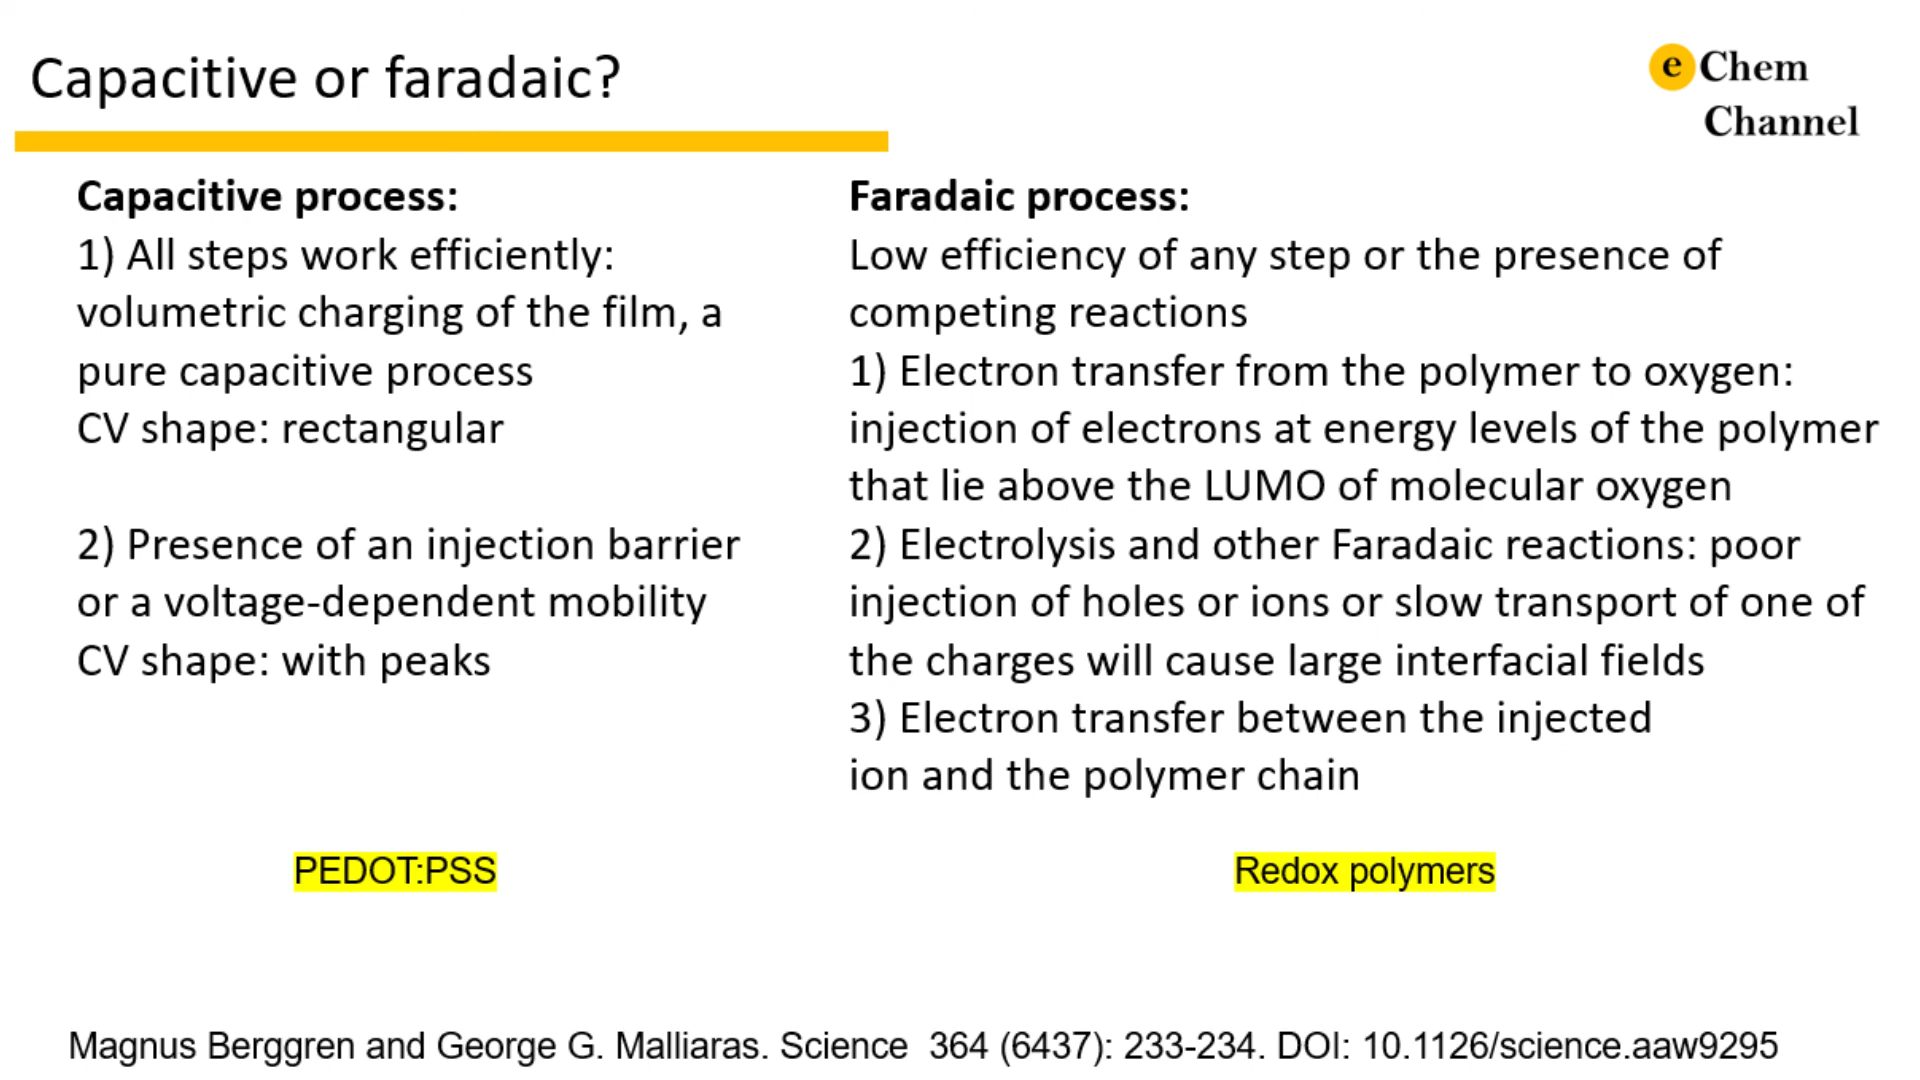 Capacitive or faradaic?
e Chem
Channel
Capacitive process:
1) All steps work efficiently:
volumetric charging of the film, a
pure capacitive process
CV shape: rectangular
2) Presence of an injection barrier
or a voltage-dependent mobility
CV shape: with peaks
PEDOT:PSS
Faradaic process:
Low efficiency of any step or the presence of
competing reactions
1) Electron transfer from the polymer to oxygen:
injection of electrons at energy levels of the polymer
that lie above the LUMO of molecular oxygen
2) Electrolysis and other Faradaic reactions: poor
injection of holes or ions or slow transport of one of
the charges will cause large interfacial fields
3) Electron transfer between the injected
ion and the polymer chain
Redox polymers
Magnus Berggren and George G. Malliaras. Science  364 (6437): 233-234. DOI: 10.1126/science.aaw9295